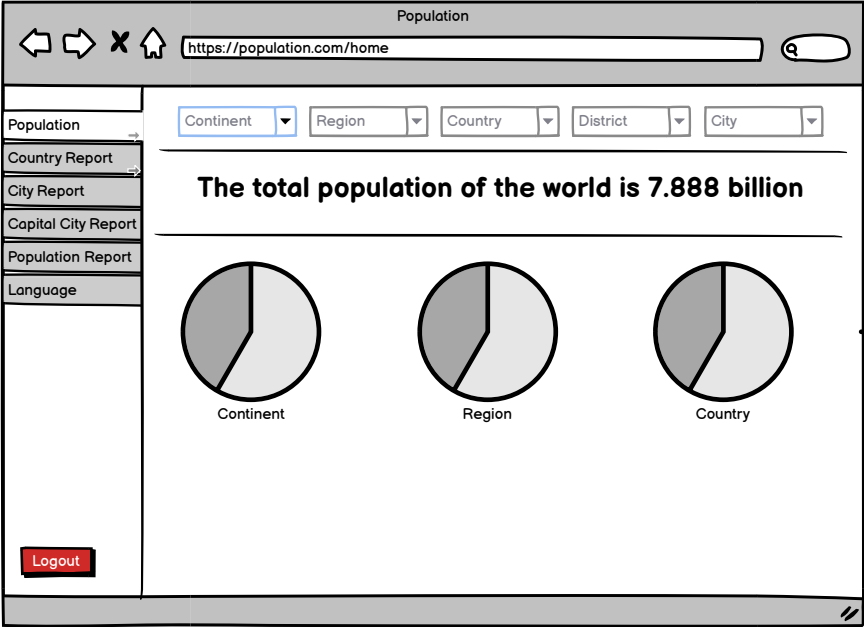 Population
https://population.com/home
Population
Country Report
City Report
Capital City Report
Population Report
Language
Logout
Continent Region Country District City
The total population of the world is 7.888 billion
Continent Region Country